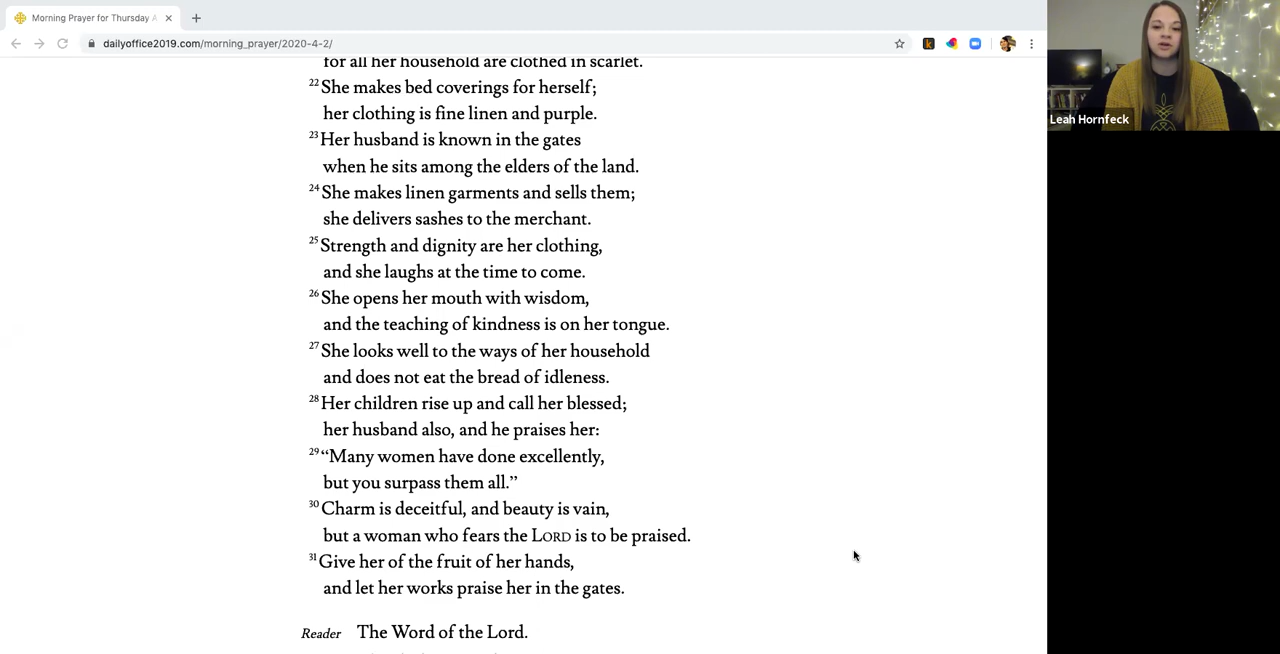 Morning Prayer for Thursday A
dailyoffice2019.com/morning_prayer/2020-4-2/
for all her household are clothed in scarlet.
22 She makes bed coverings for herself;
her clothing is fine linen and purple.
23 Her husband is known in the gates
when he sits among the elders of the land.
24 She makes linen garments and sells them;
she delivers sashes to the merchant.
25 Strength and dignity are her clothing,
and she laughs at the time to come.
26 She opens her mouth with wisdom,
and the teaching of kindness is on her tongue.
27 She looks well to the ways of her household
and does not eat the bread of idleness.
28 Her children rise up and call her blessed;
her husband also, and he praises her:
29 “Many women have done excellently,
but you surpass them all.”
30 Charm is deceitful, and beauty is vain,
but a woman who fears the LORD is to be praised.
31 Give her of the fruit of her hands,
and let her works praise her in the gates.
Reader The Word of the Lord.
Leah Hornfeck